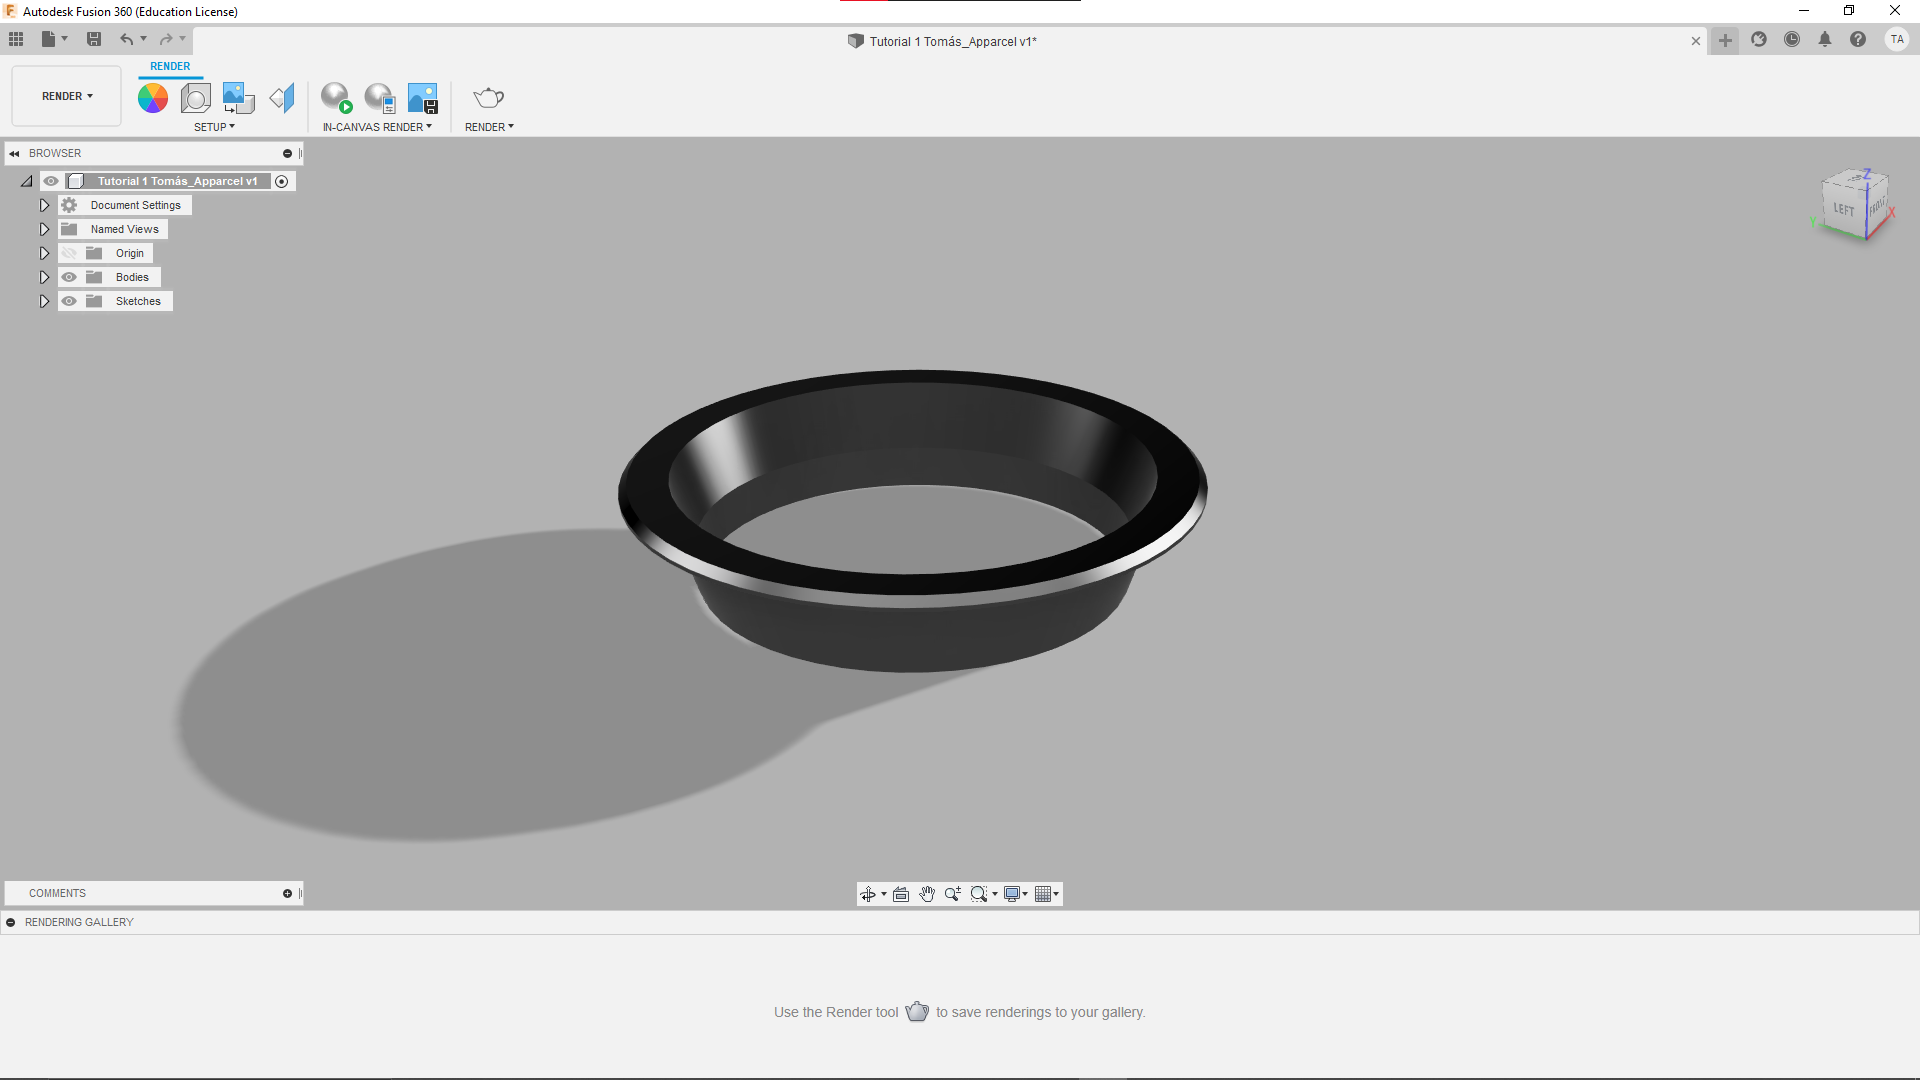 Autodesk Fusion 360 (Education License)
Tutorial 1 Tomás_Apparcel v1*
TA
RENDER
RENDER
SETUP
IN-CANVAS RENDER
RENDER
BROWSER
Tutorial 1 Tomás_Apparcel v1
Document Settings
Named Views
Origin
Bodies
Sketches
Z
LEFT
FRONT
X
Y
COMMENTS
RENDERING GALLERY
Use the Render tool to save renderings to your gallery.